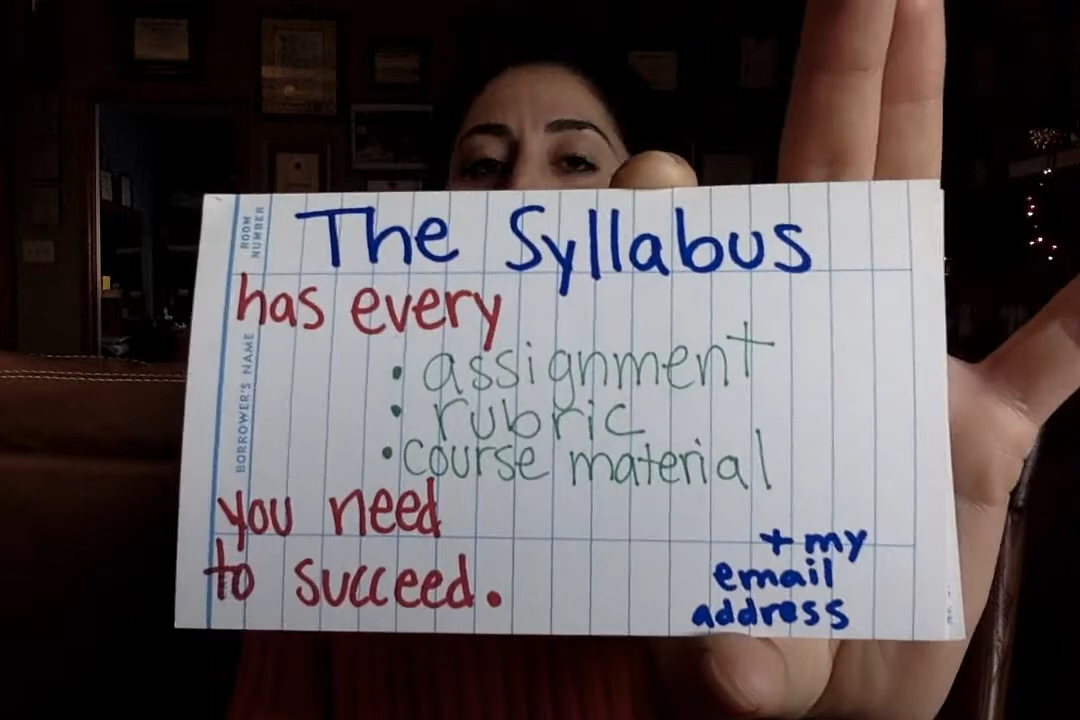 The Syllabus
has every
• assignment
• rubric
• course material
you need
to succeed.
+ my
email
address
ROOM
NUMBER
BORROWER'S NAME